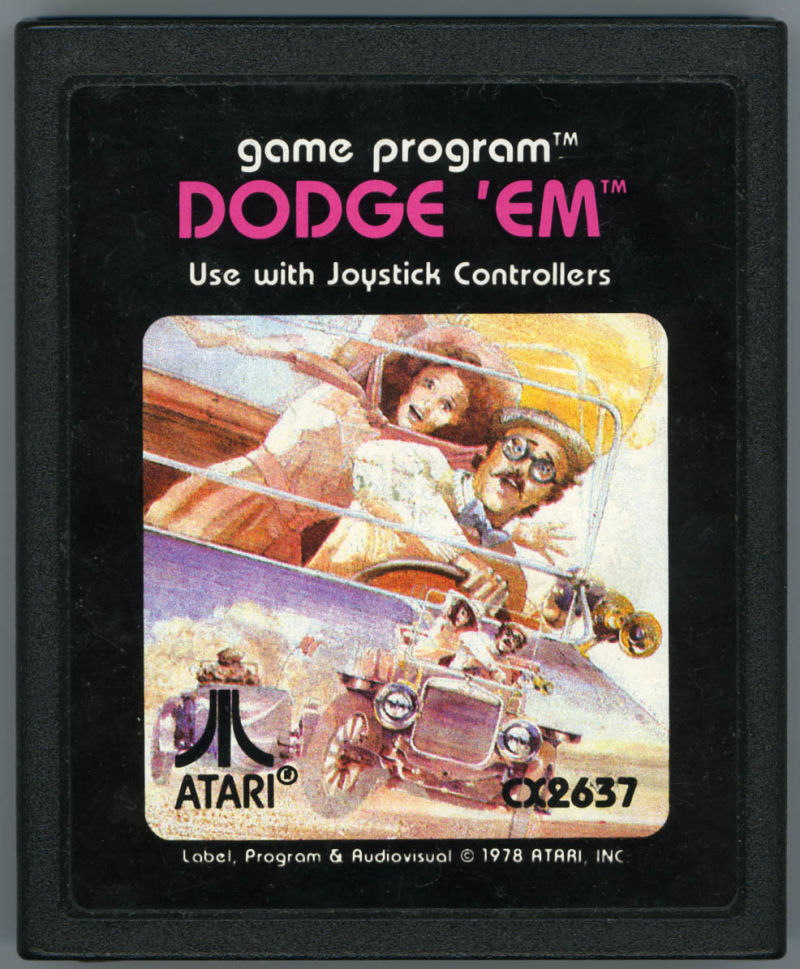 game program™
DODGE 'EM™
Use with Joystick Controllers
ATARI®
CX2637
Label, Program & Audiovisual © 1978 ATARI, INC.